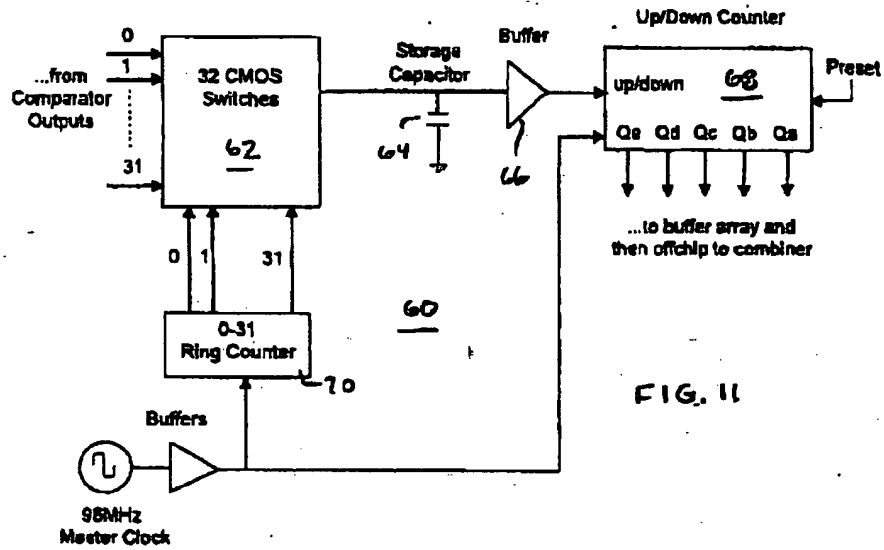 Up/Down Counter
0
1
...from
Comparator
Outputs
31
32 CMOS
Switches
62
Storage
Capacitor
64
Buffer
66
up/down
68
Preset
Qe Qd Qc Qb Qa
...to buffer array and
then offchip to combiner
0
1
31
0-31
Ring Counter
70
60
FIG. 11
Buffers
98MHz
Master Clock